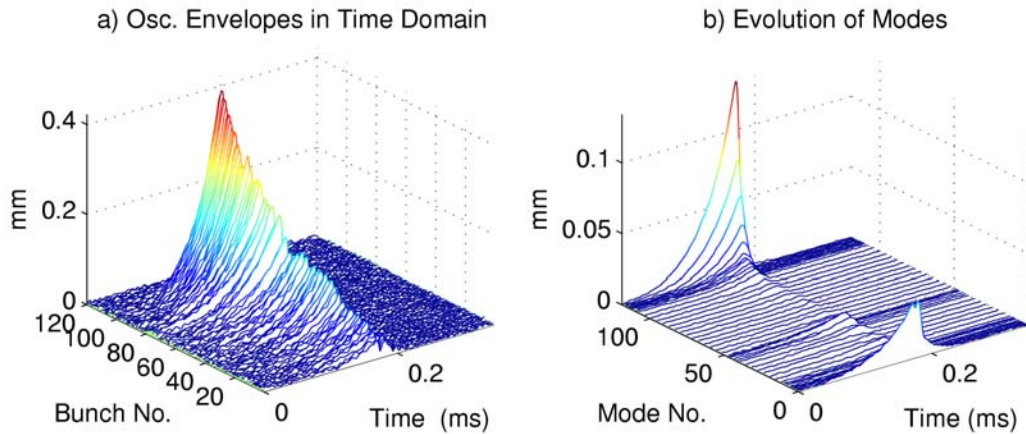 a) Osc. Envelopes in Time Domain
0.4
0.2
0
mm
120
100
80
60
40
20
Bunch No.
0
0.2
Time (ms)
b) Evolution of Modes
0.1
0.05
0
mm
100
50
0
Mode No.
0
0.2
Time (ms)